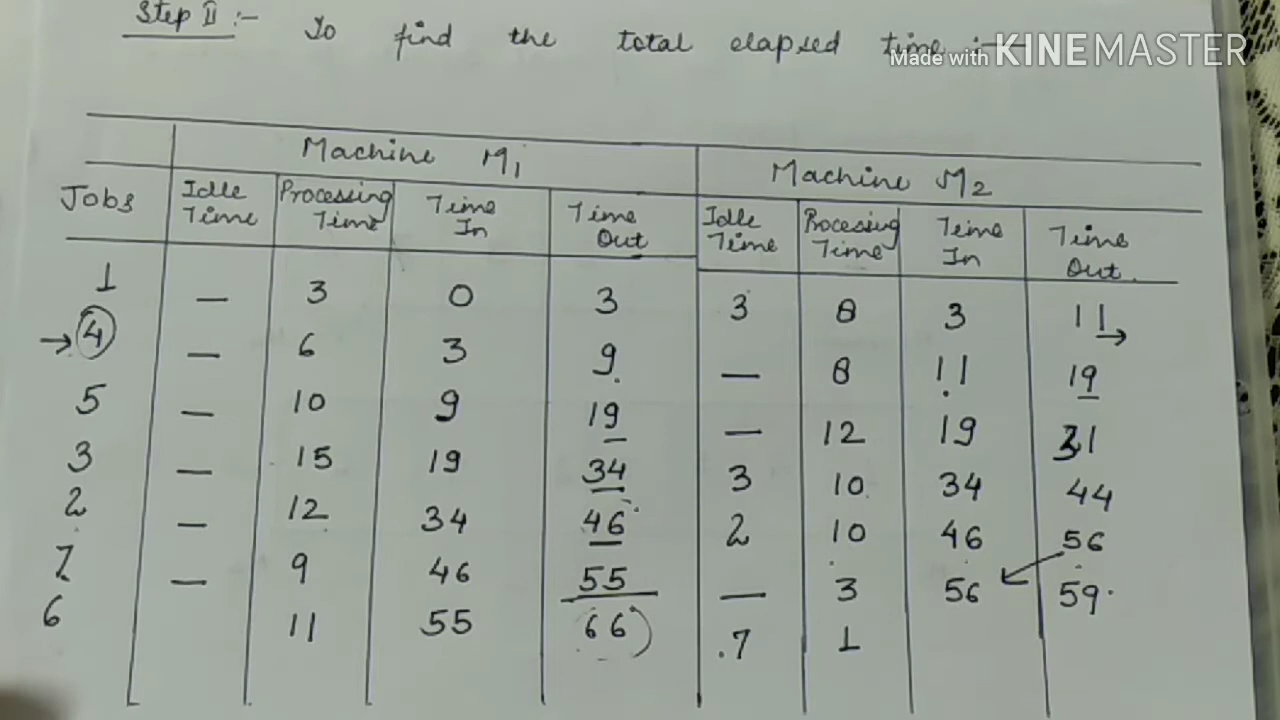 Step II :- To find the total elapsed time :-
Made with KINEMASTER
Machine M1 Machine M2
Jobs Idle Time Processing Time Time In Time Out Idle Time Processing Time Time In Time Out
1 — 3 0 3 3 8 3 11 →
→ 4 — 6 3 9 — 8 11 19
5 — 10 9 19 — 12 19 31
3 — 15 19 34 3 10 34 44
2 — 12 34 46 2 10 46 56
7 — 9 46 55 — 3 56 59
6 11 55 66 7 1